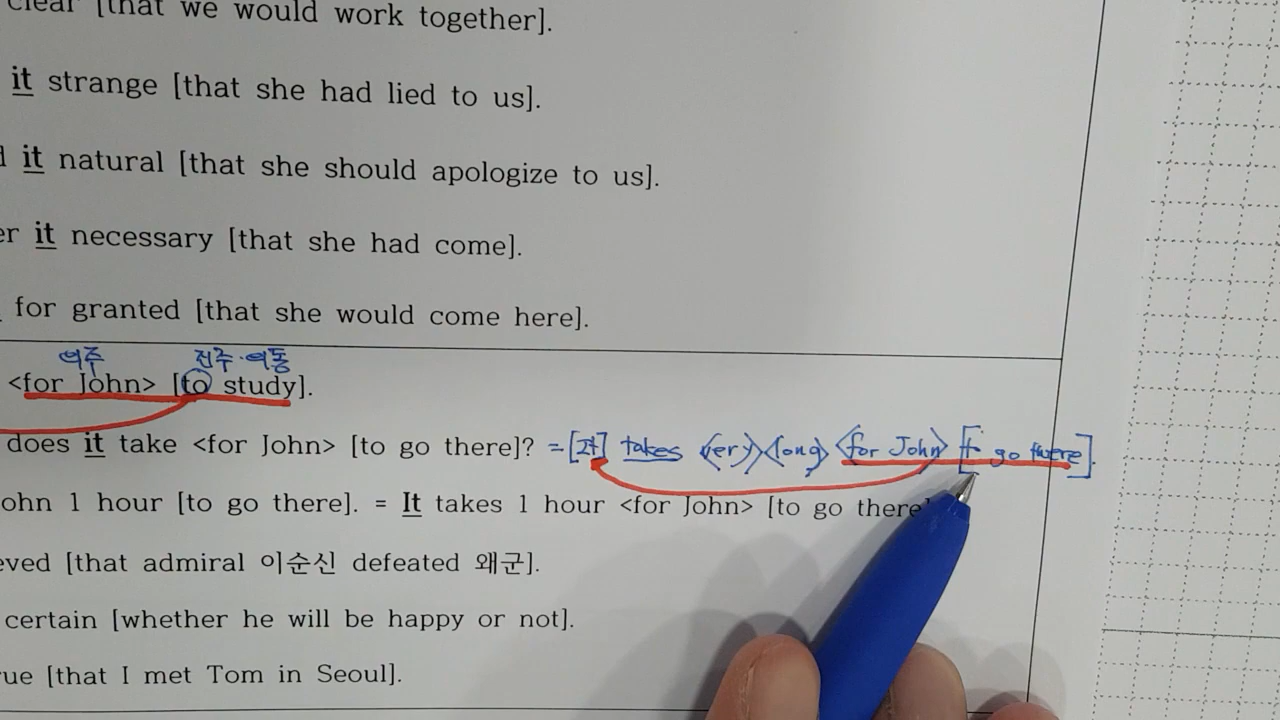 clear [that we would work together].
it strange [that she had lied to us].
it natural [that she should apologize to us].
er it necessary [that she had come].
for granted [that she would come here].
의주 진주·의동
<for John> [to study].
does it take <for John> [to go there]? = [It] takes <very> <long> <for John> [to go there].
ohn 1 hour [to go there]. = It takes 1 hour <for John> [to go there
eved [that admiral 이순신 defeated 왜군].
certain [whether he will be happy or not].
rue [that I met Tom in Seoul].